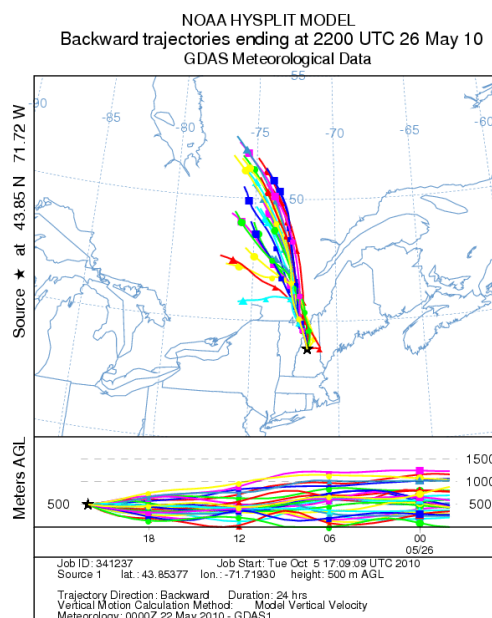 NOAA HYSPLIT MODEL
Backward trajectories ending at 2200 UTC 26 May 10
GDAS Meteorological Data
Source ★ at 43.85 N 71.72 W
-90
-85
-80
-75
-70
-65
-60
55
50
45
Meters AGL
500
1500
1000
500
18
12
06
00
05/26
Job ID: 341237 Job Start: Tue Oct 5 17:09:09 UTC 2010
Source 1 lat.: 43.85377 lon.: -71.71930 height: 500 m AGL
Trajectory Direction: Backward Duration: 24 hrs
Vertical Motion Calculation Method: Model Vertical Velocity
Meteorology: 0000Z 22 May 2010 - GDAS1